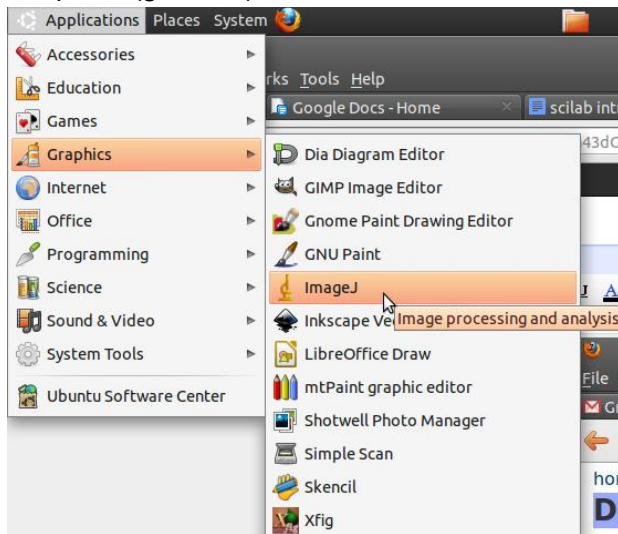 Applications Places System
Accessories
Education
Games
Graphics
Internet
Office
Programming
Science
Sound & Video
System Tools
Ubuntu Software Center
rks Tools Help
Google Docs - Home
scilab intr
43dG
Dia Diagram Editor
GIMP Image Editor
Gnome Paint Drawing Editor
GNU Paint
ImageJ
Inkscape Ve
Image processing and analysis
LibreOffice Draw
mtPaint graphic editor
Shotwell Photo Manager
Simple Scan
Skencil
Xfig
File
G
hor
D